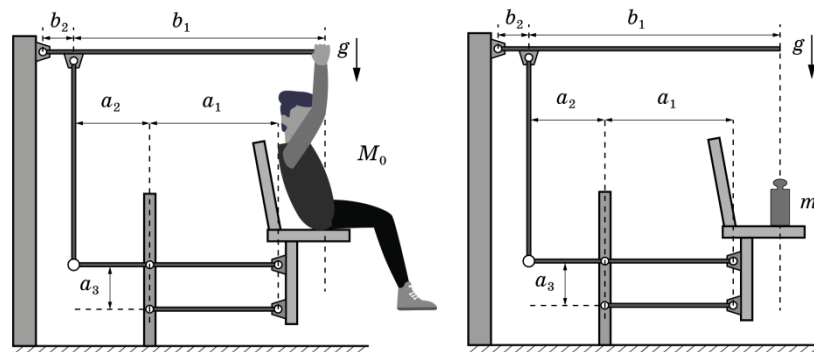 b₂ b₁
g
a₂ a₁
M₀
a₃
b₂ b₁
g
a₂ a₁
m
a₃